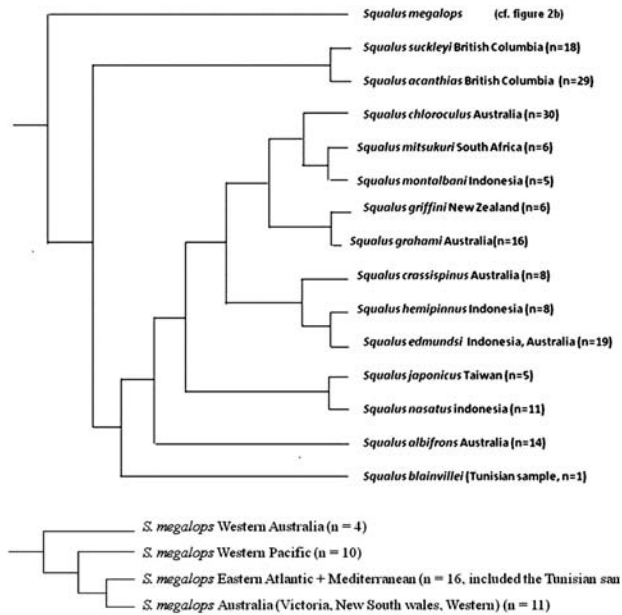 Squalus megalops (cf. figure 2b)
Squalus suckleyi British Columbia (n=18)
Squalus acanthias British Columbia (n=29)
Squalus chloroculus Australia (n=30)
Squalus mitsukuri South Africa (n=6)
Squalus montalbani Indonesia (n=5)
Squalus griffini New Zealand (n=6)
Squalus grahami Australia(n=16)
Squalus crassispinus Australia (n=8)
Squalus hemipinnus Indonesia (n=8)
Squalus edmundsi Indonesia, Australia (n=19)
Squalus japonicus Taiwan (n=5)
Squalus nasatus indonesia (n=11)
Squalus albifrons Australia (n=14)
Squalus blainvillei (Tunisian sample, n=1)
S. megalops Western Australia (n = 4)
S. megalops Western Pacific (n = 10)
S. megalops Eastern Atlantic + Mediterranean (n = 16, included the Tunisian sam
S. megalops Australia (Victoria, New South wales, Western) (n = 11)